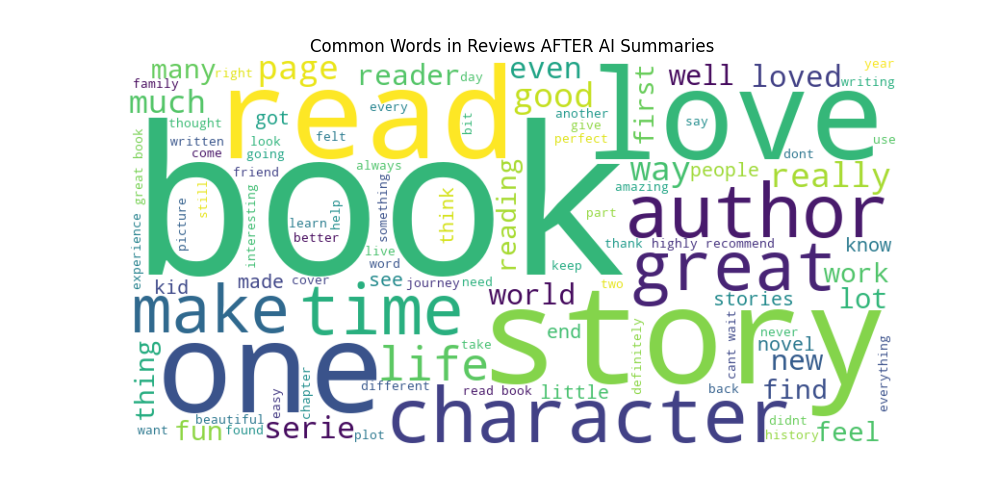 Common Words in Reviews AFTER AI Summaries
many
right
page
reader
day
even
well
loved
year
writing
family
much
read
good
first
love
thought
got
every
bit
another
give
perfect
say
use
written
come
look
going
felt
book
great book
friend
always
reading
way
people
dont
really
amazing
experience
picture
still
interesting
learn
better
help
something
think
part
author
thank
highly recommend
know
live
word
keep
great
work
kid
made
cover
see
journey
need
two
world
stories
lot
make
time
story
end
definitely
cant wait
never
novel
new
everything
thing
one
life
take
different
read book
little
back
find
easy
chapter
character
want
beautiful
fun
found
serie
plot
didnt
history
feel